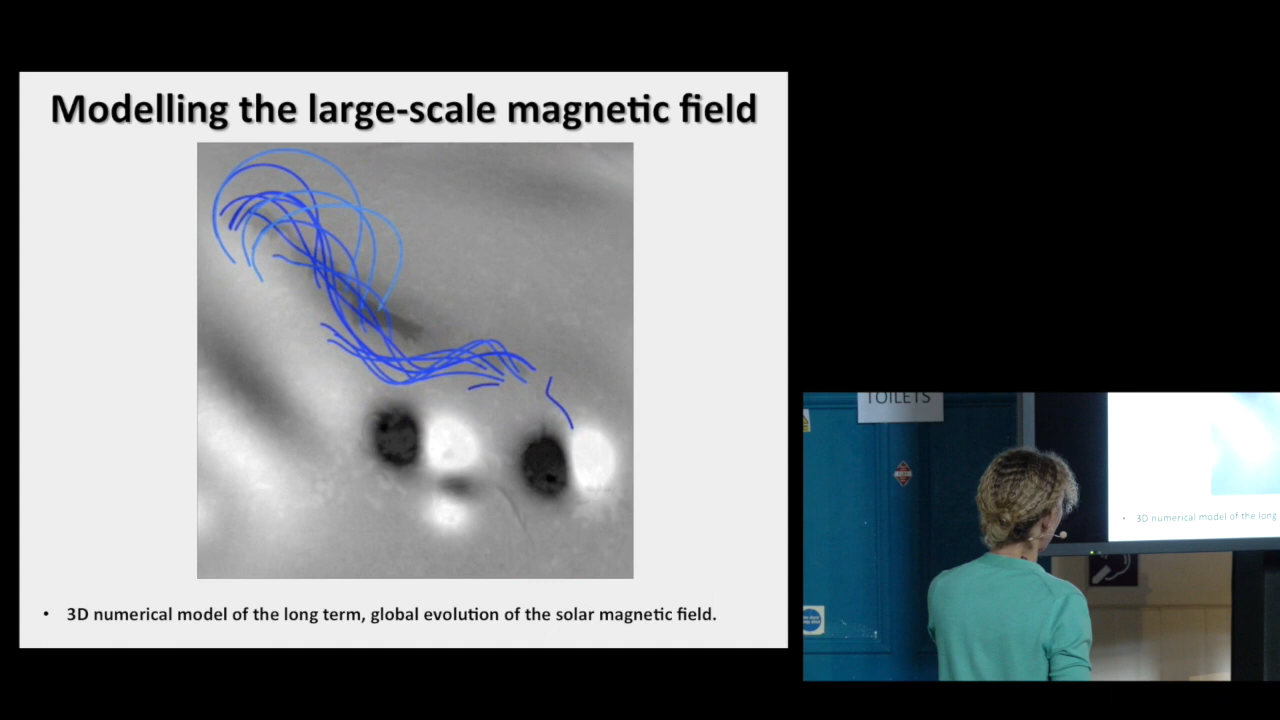 Modelling the large-scale magnetic field
• 3D numerical model of the long term, global evolution of the solar magnetic field.
TOILETS
• 3D numerical model of the long